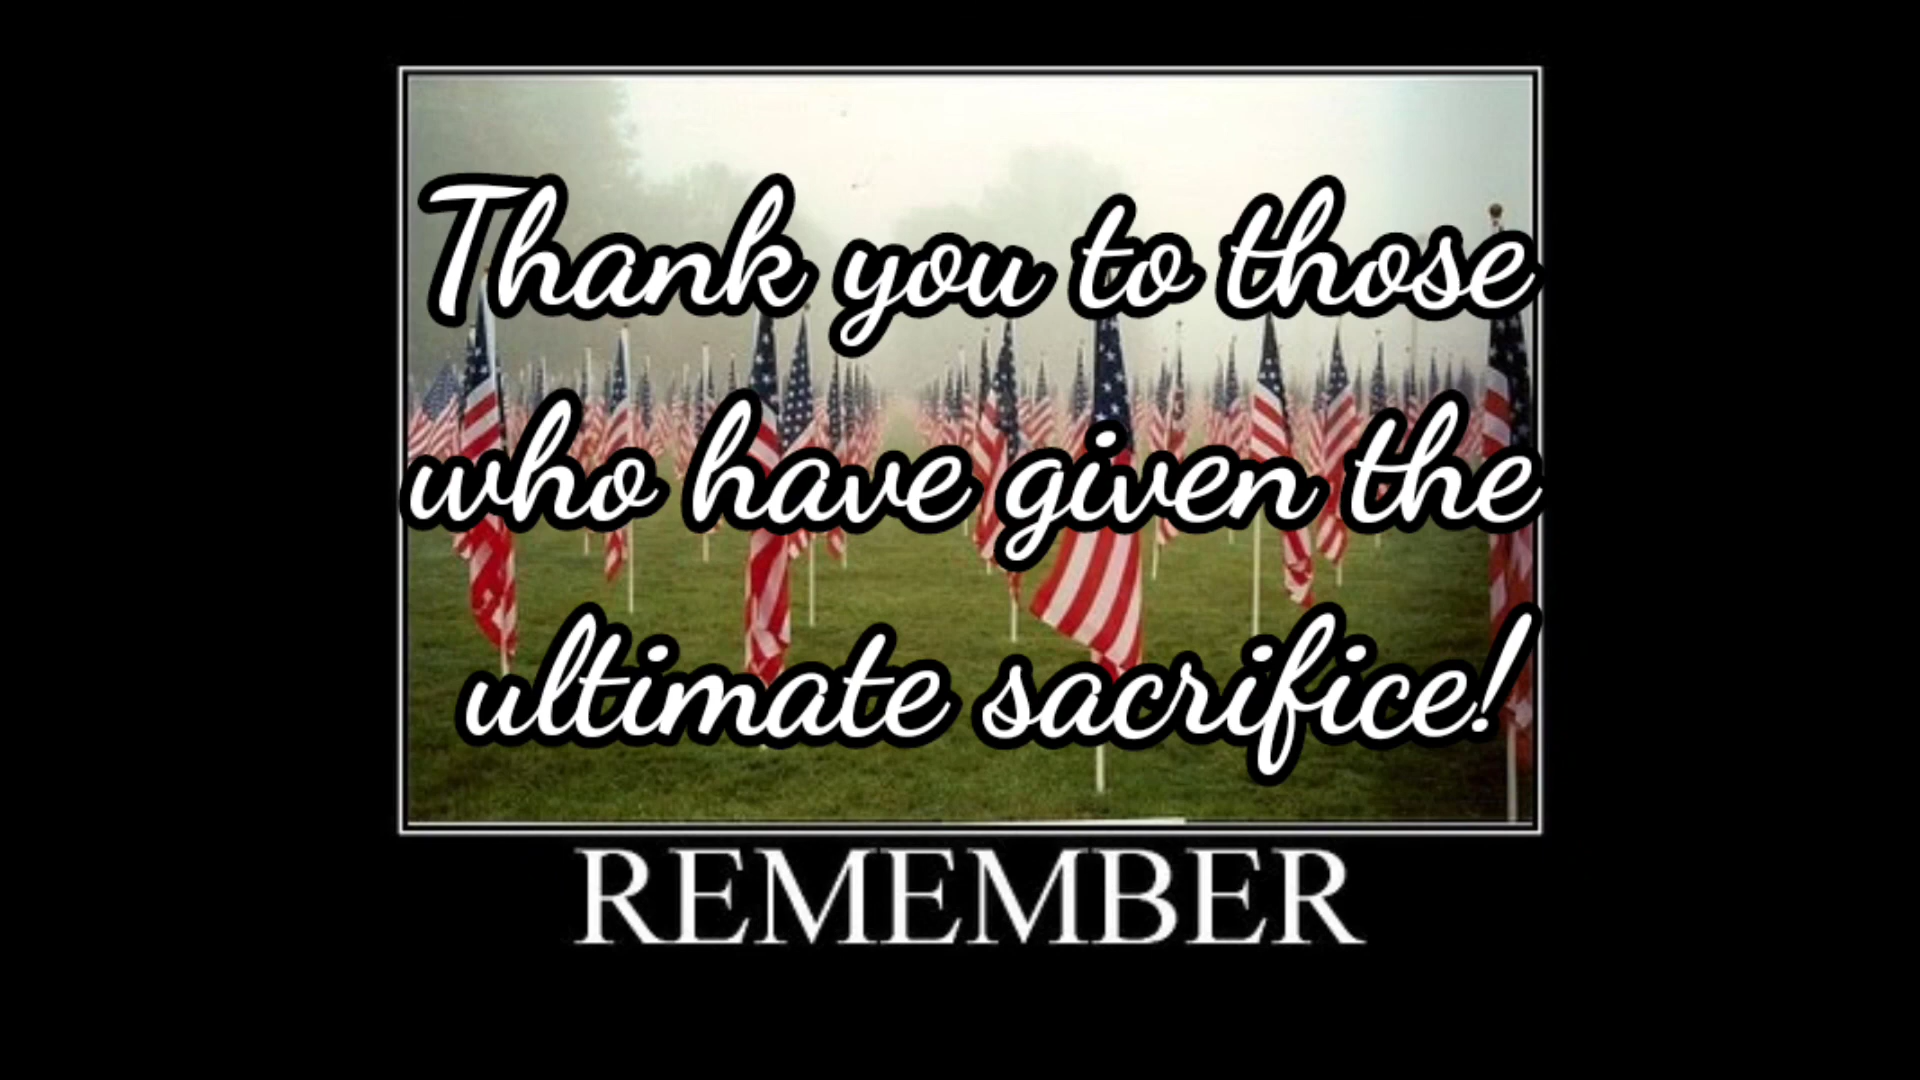 Thank you to those
who have given the
ultimate sacrifice!
REMEMBER